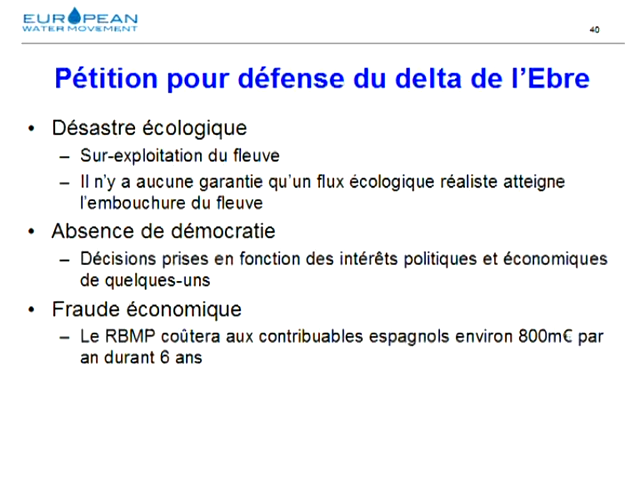 EUROPEAN
WATER MOVEMENT
40
Pétition pour défense du delta de l'Ebre
• Désastre écologique
– Sur-exploitation du fleuve
– Il n'y a aucune garantie qu'un flux écologique réaliste atteigne
l'embouchure du fleuve
• Absence de démocratie
– Décisions prises en fonction des intérêts politiques et économiques
de quelques-uns
• Fraude économique
– Le RBMP coûtera aux contribuables espagnols environ 800m€ par
an durant 6 ans